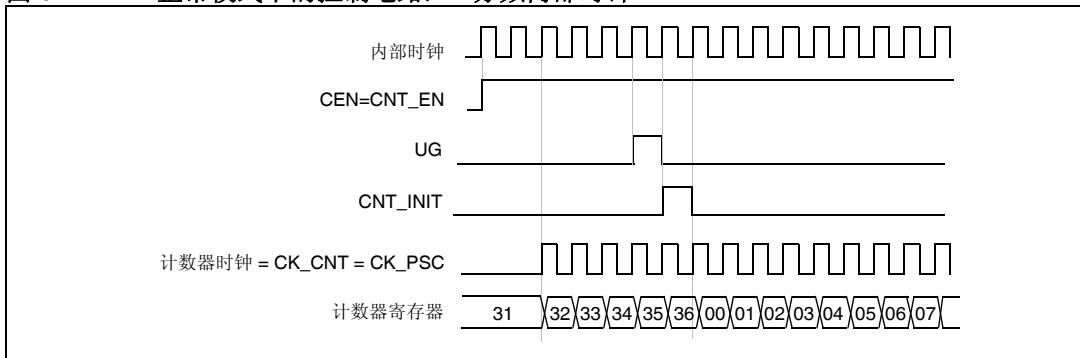 内部时钟
CEN=CNT_EN
UG
CNT_INIT
计数器时钟 = CK_CNT = CK_PSC
计数器寄存器 31 32 33 34 35 36 00 01 02 03 04 05 06 07